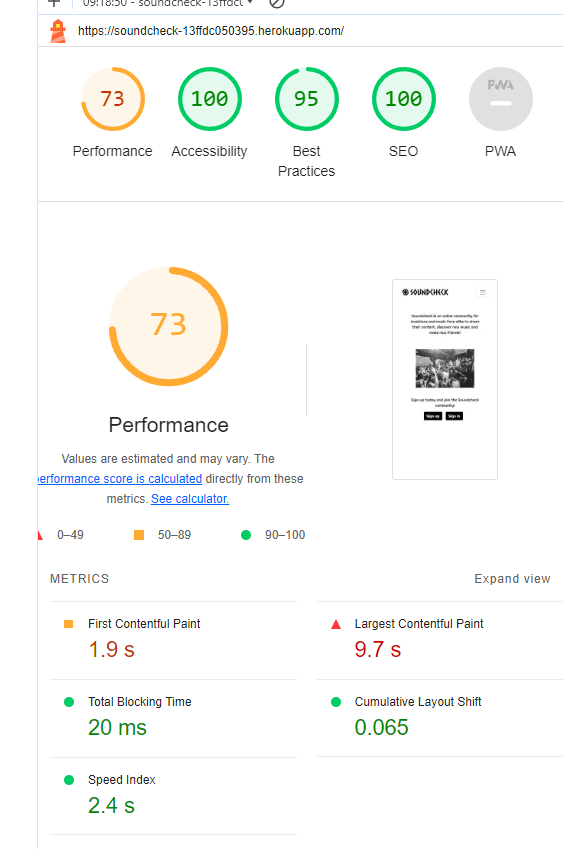 09:18:50 - soundcheck-13ffdc
https://soundcheck-13ffdc050395.herokuapp.com/
73
100
95
100
PWA
Performance
Accessibility
Best
Practices
SEO
PWA
73
Performance
Values are estimated and may vary. The
performance score is calculated directly from these
metrics. See calculator.
0–49
50–89
90–100
SOUNDCHECK
Soundcheck is an online community for
musicians and music fans alike to share
their content, discover new music and
make new friends!
Sign up today and join the Soundcheck
community!
Sign up
Sign in
METRICS
Expand view
First Contentful Paint
1.9 s
Largest Contentful Paint
9.7 s
Total Blocking Time
20 ms
Cumulative Layout Shift
0.065
Speed Index
2.4 s